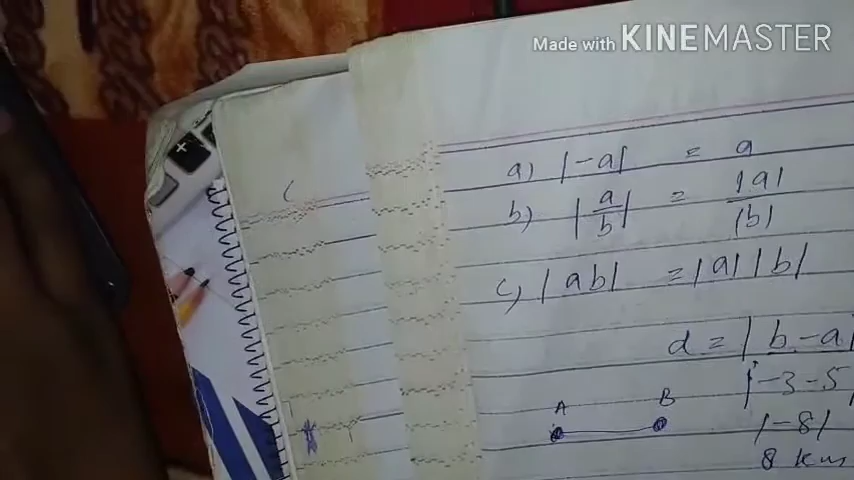 Made with KINEMASTER
a) |-a| = a
b) |a/b| = |a|/|b|
c) |ab| = |a| |b|
d = |b-a|
|-3-5
A B
|-8|
8 km